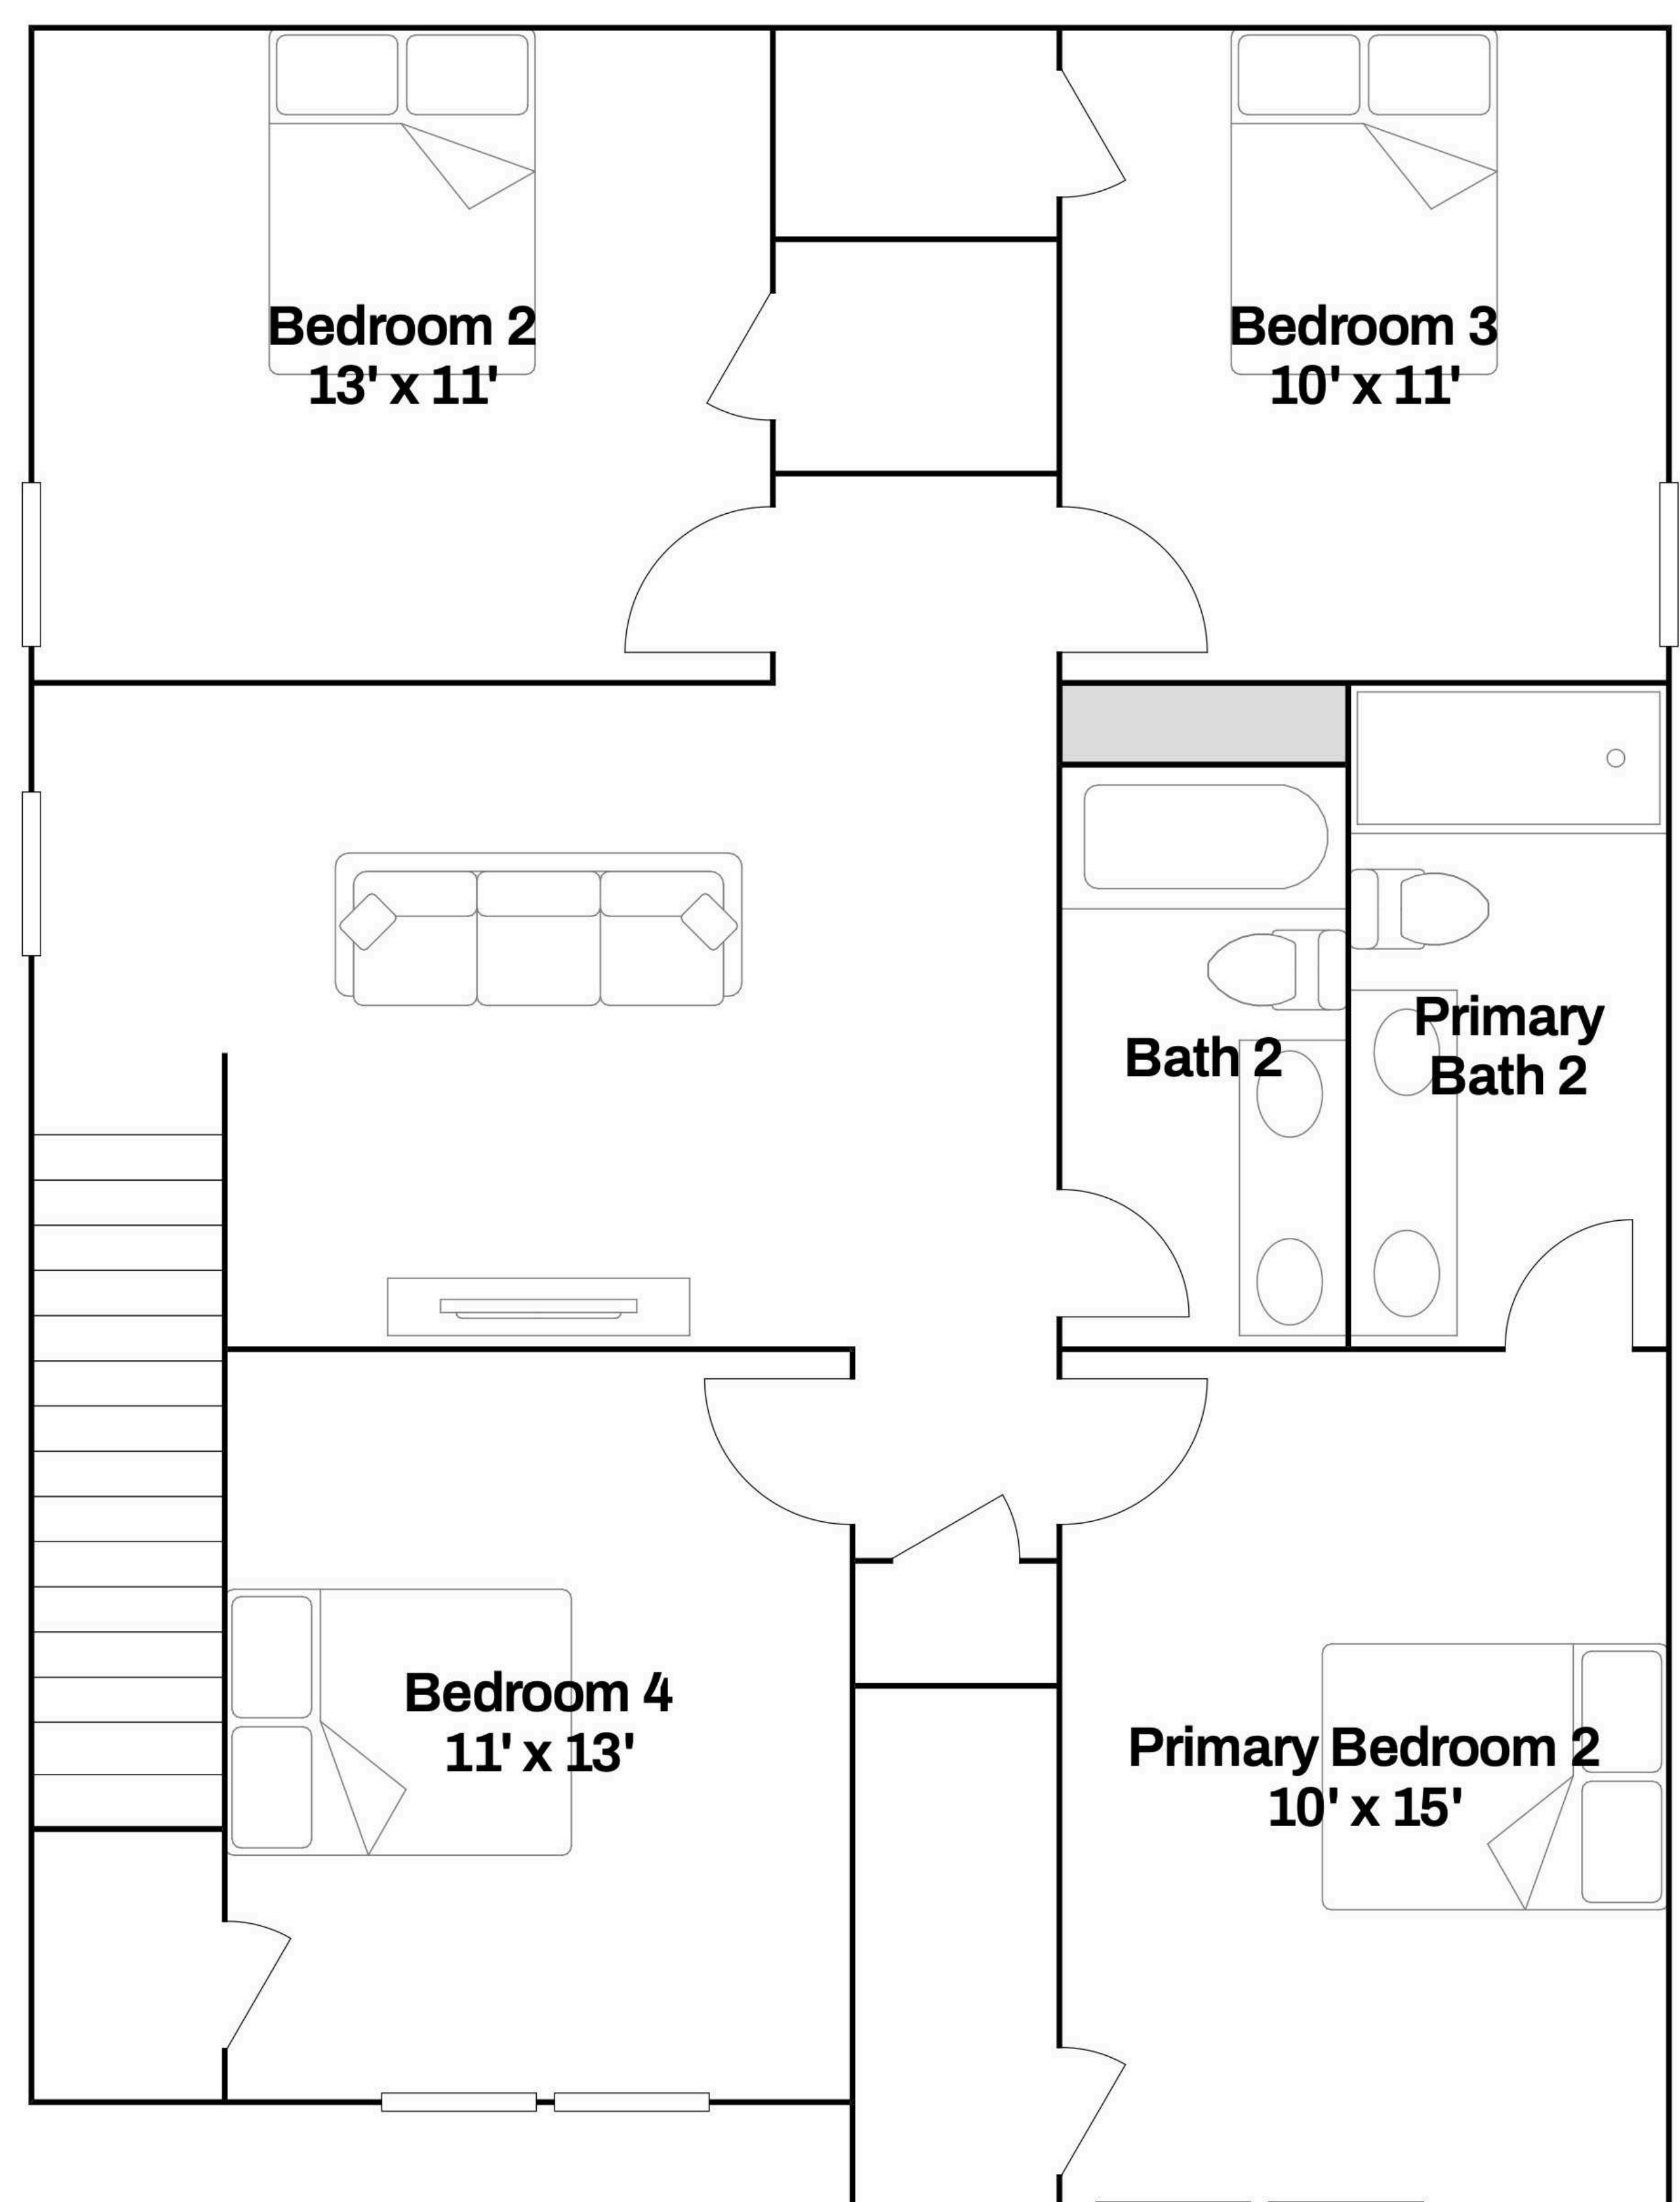 Bedroom 2
13' x 11'
Bedroom 3
10' x 11'
Bath 2
Primary
Bath 2
Bedroom 4
11' x 13'
Primary Bedroom 2
10' x 15'